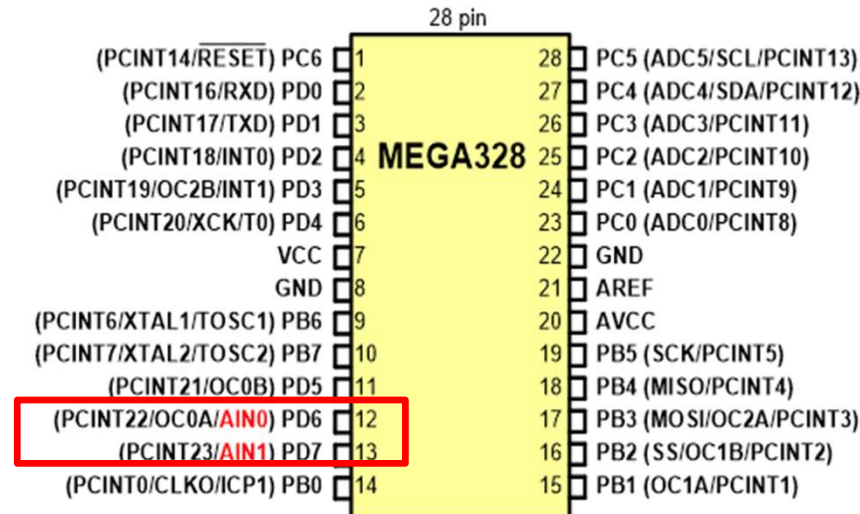 28 pin
(PCINT14/RESET) PC6 1 28 PC5 (ADC5/SCL/PCINT13)
(PCINT16/RXD) PD0 2 27 PC4 (ADC4/SDA/PCINT12)
(PCINT17/TXD) PD1 3 26 PC3 (ADC3/PCINT11)
(PCINT18/INT0) PD2 4 MEGA328 25 PC2 (ADC2/PCINT10)
(PCINT19/OC2B/INT1) PD3 5 24 PC1 (ADC1/PCINT9)
(PCINT20/XCK/T0) PD4 6 23 PC0 (ADC0/PCINT8)
VCC 7 22 GND
GND 8 21 AREF
(PCINT6/XTAL1/TOSC1) PB6 9 20 AVCC
(PCINT7/XTAL2/TOSC2) PB7 10 19 PB5 (SCK/PCINT5)
(PCINT21/OC0B) PD5 11 18 PB4 (MISO/PCINT4)
(PCINT22/OC0A/AIN0) PD6 12 17 PB3 (MOSI/OC2A/PCINT3)
(PCINT23/AIN1) PD7 13 16 PB2 (SS/OC1B/PCINT2)
(PCINT0/CLKO/ICP1) PB0 14 15 PB1 (OC1A/PCINT1)